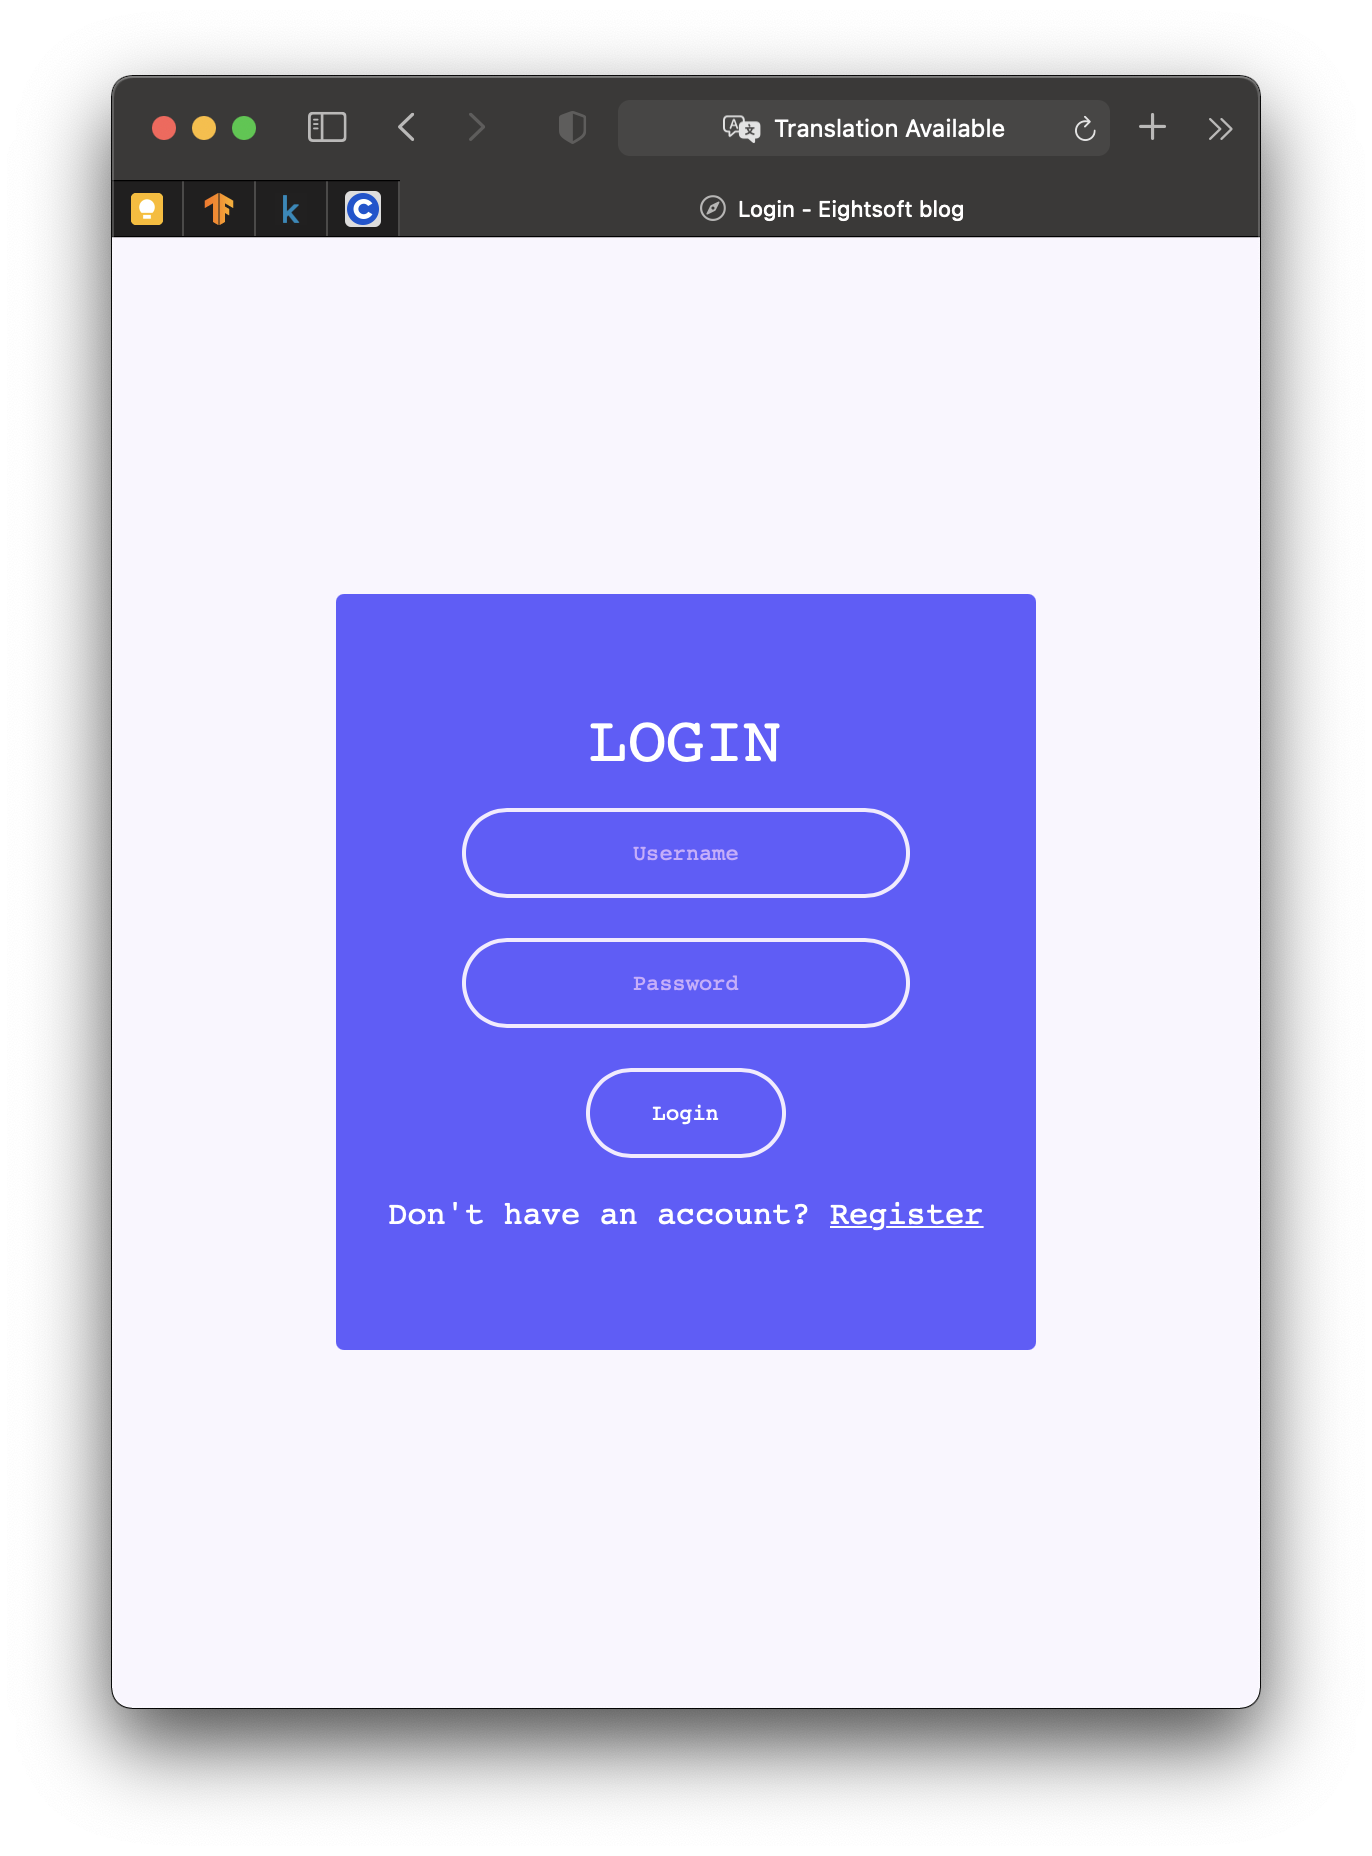 Translation Available
Login - Eightsoft blog
LOGIN
Username
Password
Login
Don't have an account? Register